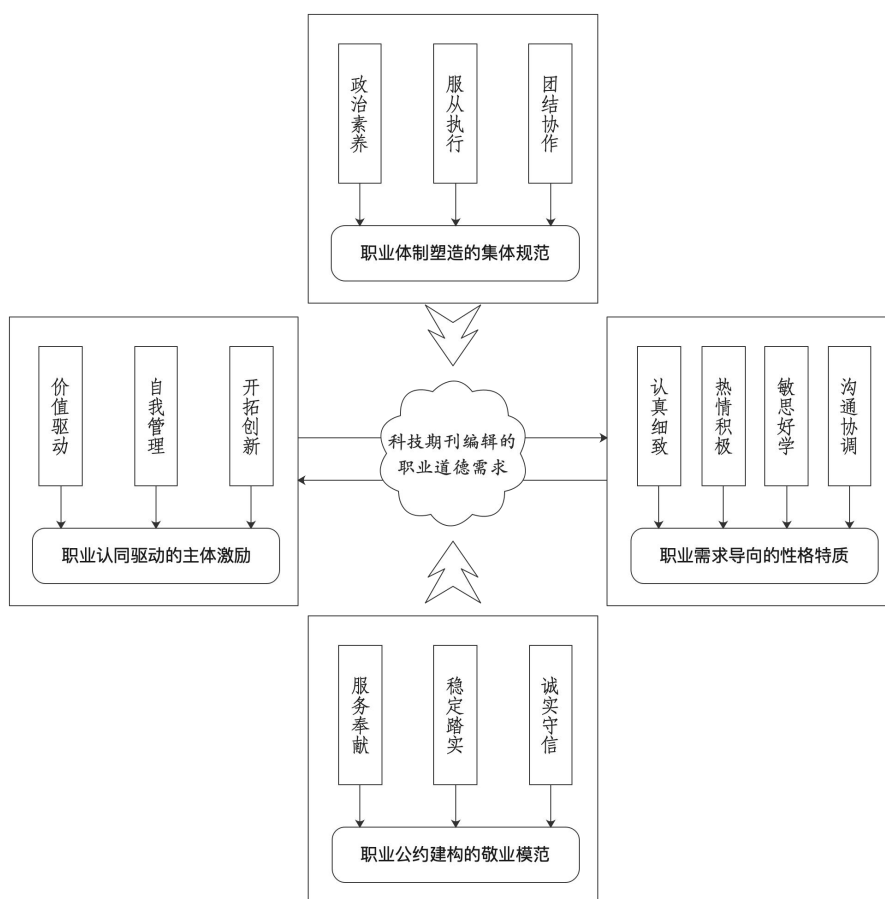 政治素养
服从执行
团结协作
职业体制塑造的集体规范
价值驱动
自我管理
开拓创新
职业认同驱动的主体激励
科技期刊编辑的
职业道德需求
认真细致
热情积极
敏思好学
沟通协调
职业需求导向的性格特质
服务奉献
稳定踏实
诚实守信
职业公约建构的敬业模范